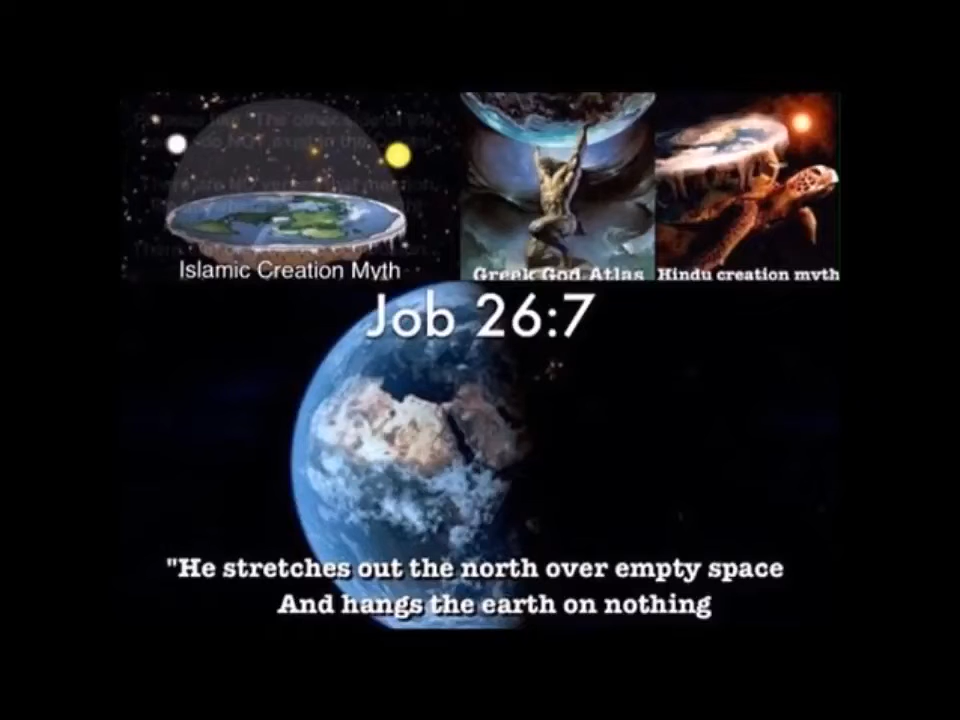 Islamic Creation Myth
Greek God Atlas
Hindu creation myth
Job 26:7
"He stretches out the north over empty space
And hangs the earth on nothing